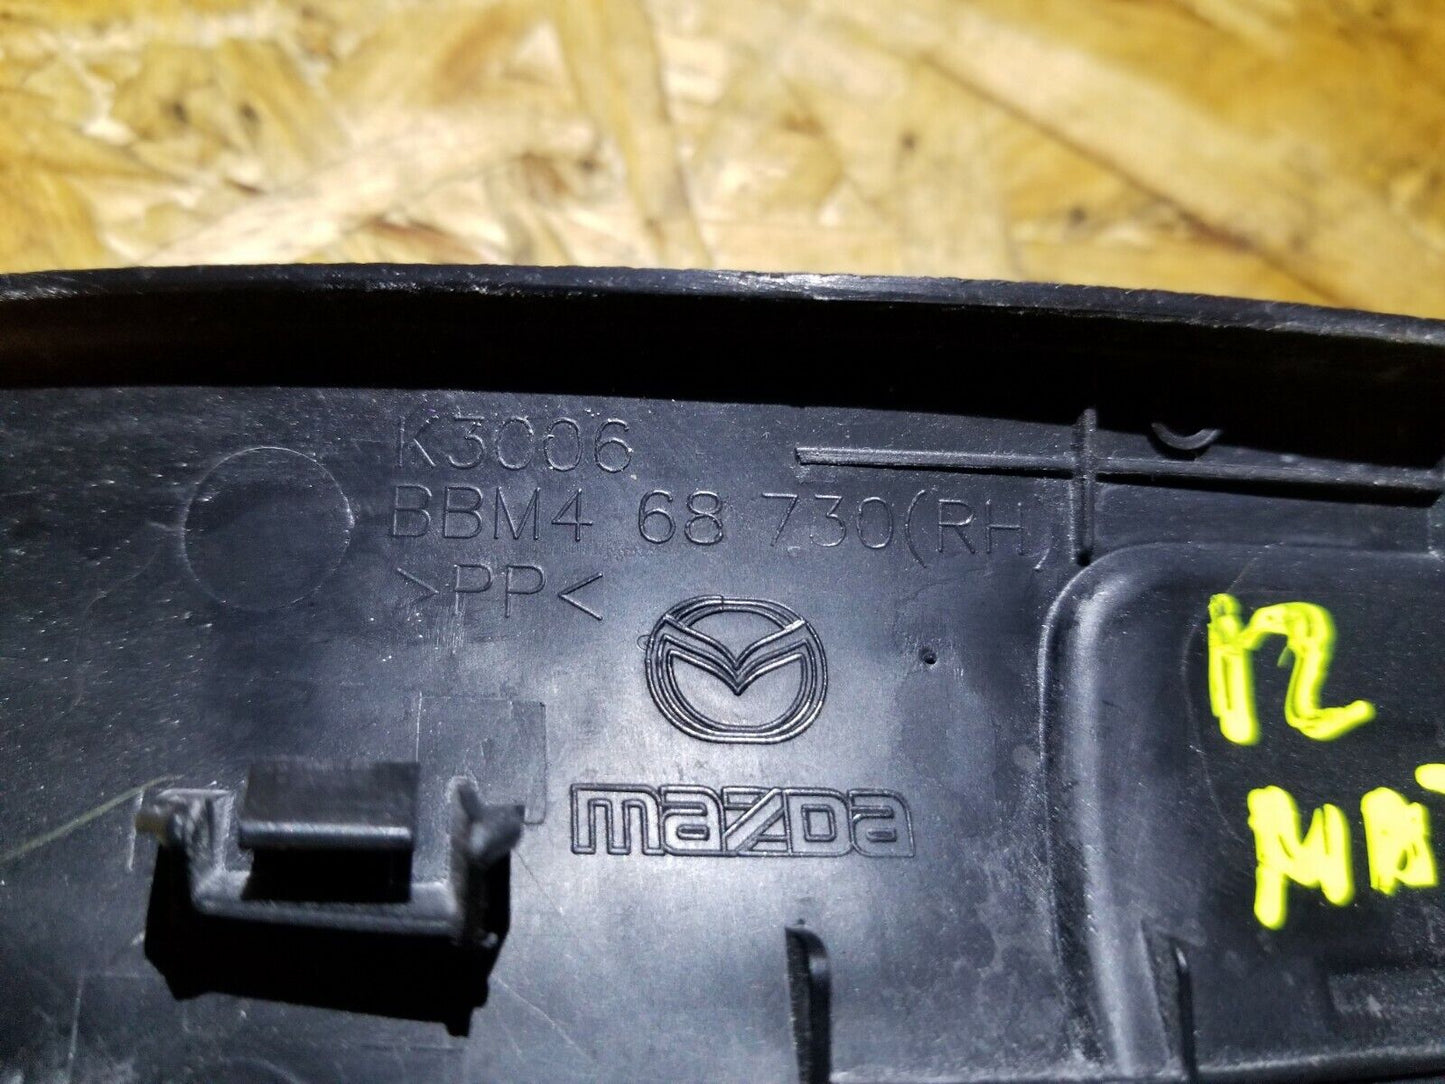 K3006
BBM4 68 730(RH)
>PP<
mazda
12